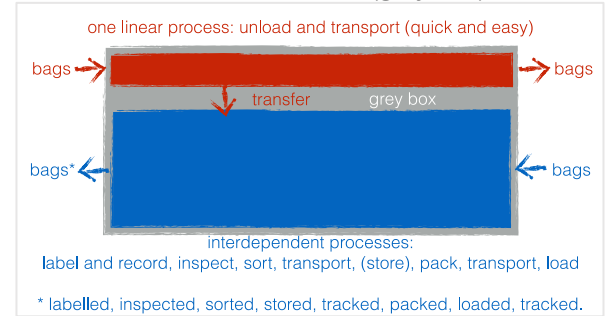 one linear process: unload and transport (quick and easy)
bags
bags
transfer
grey box
bags*
bags
interdependent processes:
label and record, inspect, sort, transport, (store), pack, transport, load
* labelled, inspected, sorted, stored, tracked, packed, loaded, tracked.